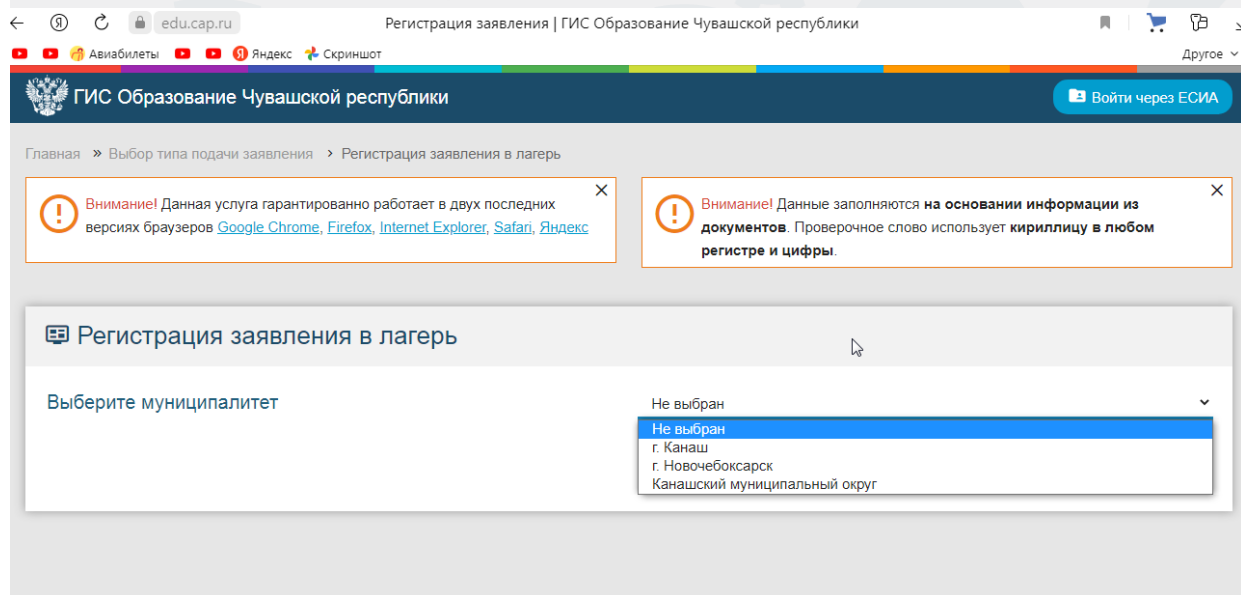 edu.cap.ru Регистрация заявления | ГИС Образование Чувашской республики
Авиабилеты Яндекс Скриншот Другое
ГИС Образование Чувашской республики Войти через ЕСИА
Главная » Выбор типа подачи заявления › Регистрация заявления в лагерь
Внимание! Данная услуга гарантированно работает в двух последних
версиях браузеров Google Chrome, Firefox, Internet Explorer, Safari, Яндекс
Внимание! Данные заполняются на основании информации из
документов. Проверочное слово использует кириллицу в любом
регистре и цифры.
Регистрация заявления в лагерь
Выберите муниципалитет Не выбран
Не выбран
г. Канаш
г. Новочебоксарск
Канашский муниципальный округ